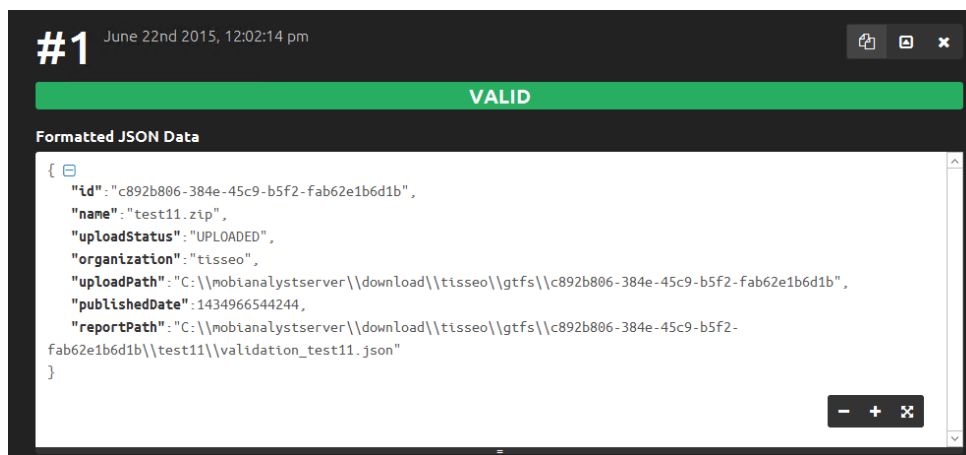 #1 June 22nd 2015, 12:02:14 pm
VALID
Formatted JSON Data
{
"id":"c892b806-384e-45c9-b5f2-fab62e1b6d1b",
"name":"test11.zip",
"uploadStatus":"UPLOADED",
"organization":"tisseo",
"uploadPath":"C:\\mobianalystserver\\download\\tisseo\\gtfs\\c892b806-384e-45c9-b5f2-fab62e1b6d1b",
"publishedDate":1434966544244,
"reportPath":"C:\\mobianalystserver\\download\\tisseo\\gtfs\\c892b806-384e-45c9-b5f2-
fab62e1b6d1b\\test11\\validation_test11.json"
}